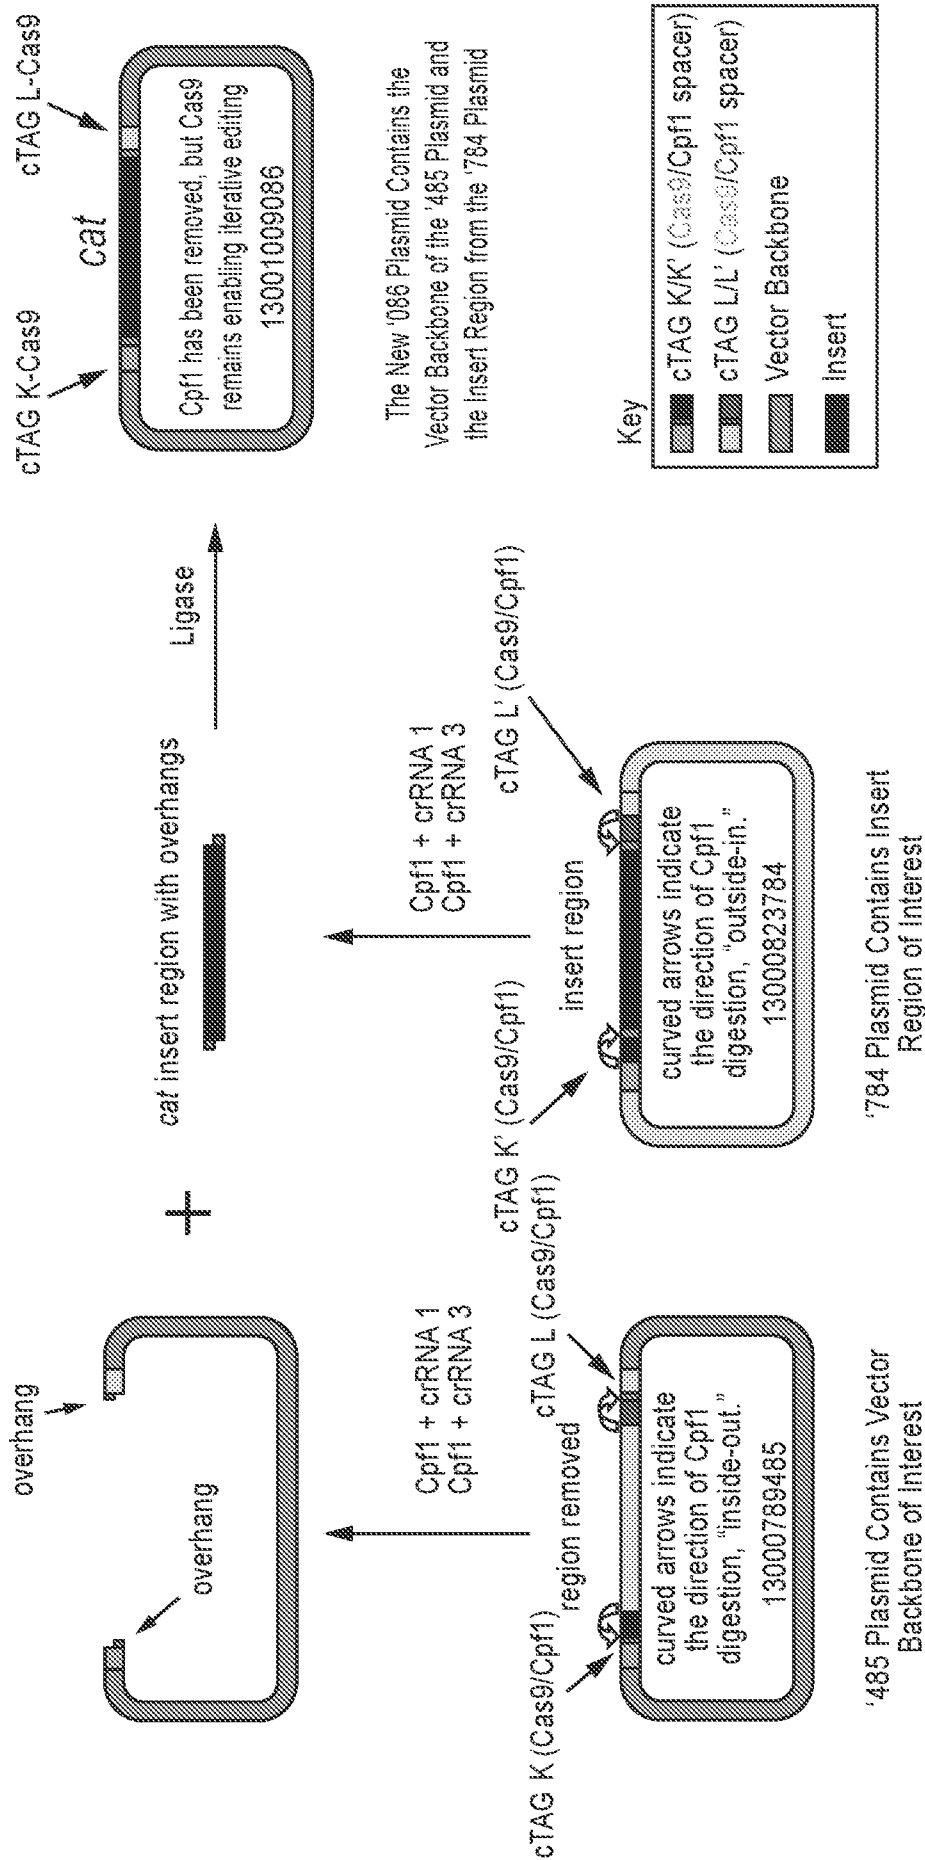 overhang
overhang
+
cat insert region with overhangs
Ligase
cTAG K-Cas9
cat
cTAG L-Cas9
Cpf1 has been removed, but Cas9
remains enabling iterative editing
13001009086
The New '086 Plasmid Contains the
Vector Backbone of the '485 Plasmid and
the Insert Region from the '784 Plasmid
Cpf1 + crRNA 1
Cpf1 + crRNA 3
Cpf1 + crRNA 1
Cpf1 + crRNA 3
cTAG K (Cas9/Cpf1)
region removed
cTAG L (Cas9/Cpf1)
curved arrows indicate
the direction of Cpf1
digestion, "inside-out."
13000789485
'485 Plasmid Contains Vector
Backbone of Interest
cTAG K' (Cas9/Cpf1)
insert region
cTAG L' (Cas9/Cpf1)
curved arrows indicate
the direction of Cpf1
digestion, "outside-in."
13000823784
'784 Plasmid Contains Insert
Region of Interest
Key
cTAG K/K' (Cas9/Cpf1 spacer)
cTAG L/L' (Cas9/Cpf1 spacer)
Vector Backbone
Insert